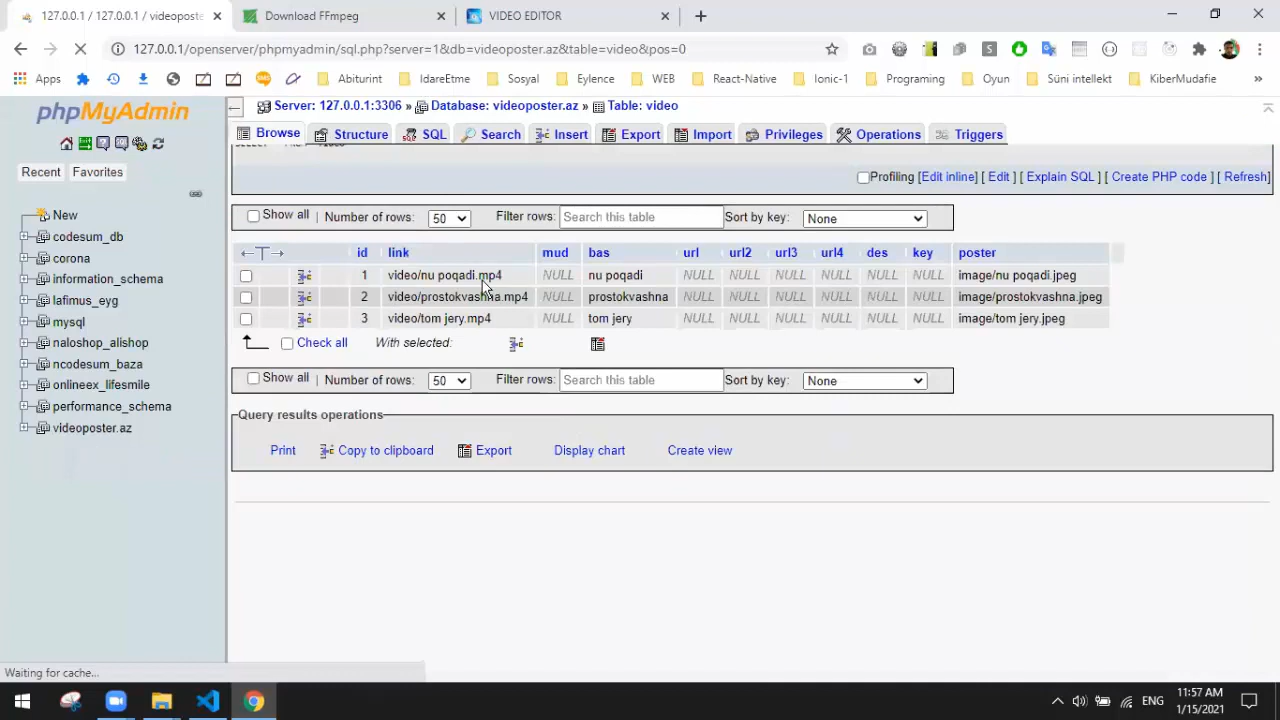 127.0.0.1 / 127.0.0.1 / videoposte
Download FFmpeg
VIDEO EDITOR
127.0.0.1/openserver/phpmyadmin/sql.php?server=1&db=videoposter.az&table=video&pos=0
Apps
Abiturint
IdareEtme
Sosyal
Eylence
WEB
React-Native
Ionic-1
Programing
Oyun
Süni intellekt
KiberMudafie
phpMyAdmin
Recent
Favorites
New
codesum_db
corona
information_schema
lafimus_eyg
mysql
naloshop_alishop
ncodesum_baza
onlineex_lifesmile
performance_schema
videoposter.az
Server: 127.0.0.1:3306 » Database: videoposter.az » Table: video
Browse Structure SQL Search Insert Export Import Privileges Operations Triggers
Profiling [Edit inline] [ Edit ] [ Explain SQL ] [ Create PHP code ] [ Refresh]
Show all | Number of rows: 50 Filter rows: Search this table Sort by key: None
←T→ id link mud bas url url2 url3 url4 des key poster
1 video/nu poqadi.mp4 NULL nu poqadi NULL NULL NULL NULL NULL NULL image/nu poqadi.jpeg
2 video/prostokvashna.mp4 NULL prostokvashna NULL NULL NULL NULL NULL NULL image/prostokvashna.jpeg
3 video/tom jery.mp4 NULL tom jery NULL NULL NULL NULL NULL NULL image/tom jery.jpeg
Check all With selected:
Show all | Number of rows: 50 Filter rows: Search this table Sort by key: None
Query results operations
Print Copy to clipboard Export Display chart Create view
Waiting for cache...
ENG
11:57 AM
1/15/2021